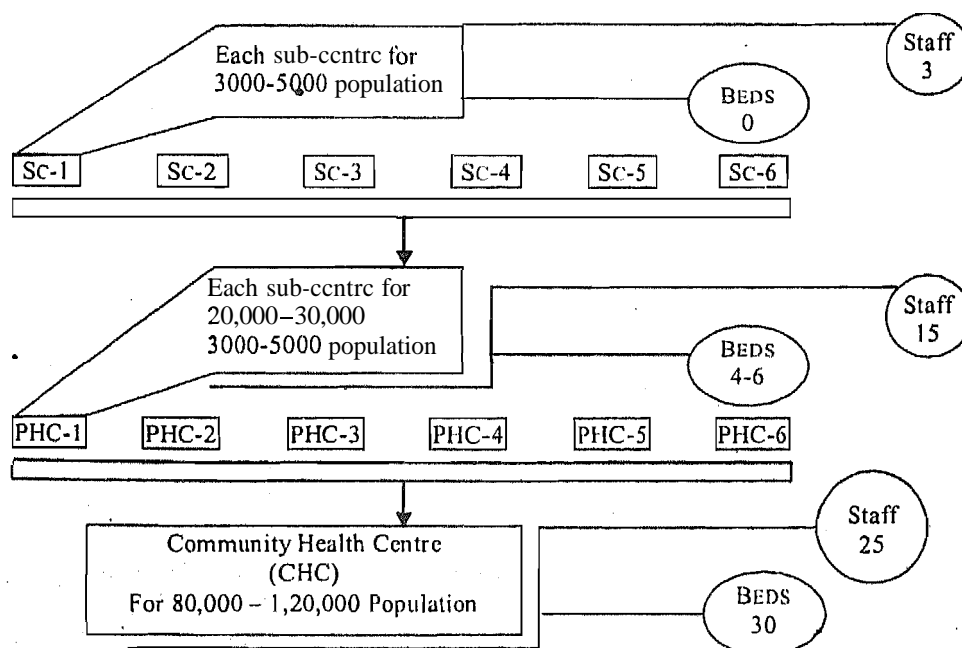 Each sub-ccntrc for
3000-5000 population
Staff
3
BEDS
0
SC-1 SC-2 SC-3 SC-4 SC-5 SC-6
Each sub-ccntrc for
20,000–30,000
3000-5000 population
Staff
15
BEDS
4-6
PHC-1 PHC-2 PHC-3 PHC-4 PHC-5 PHC-6
Community Health Centre
(CHC)
For 80,000 – 1,20,000 Population
Staff
25
BEDS
30